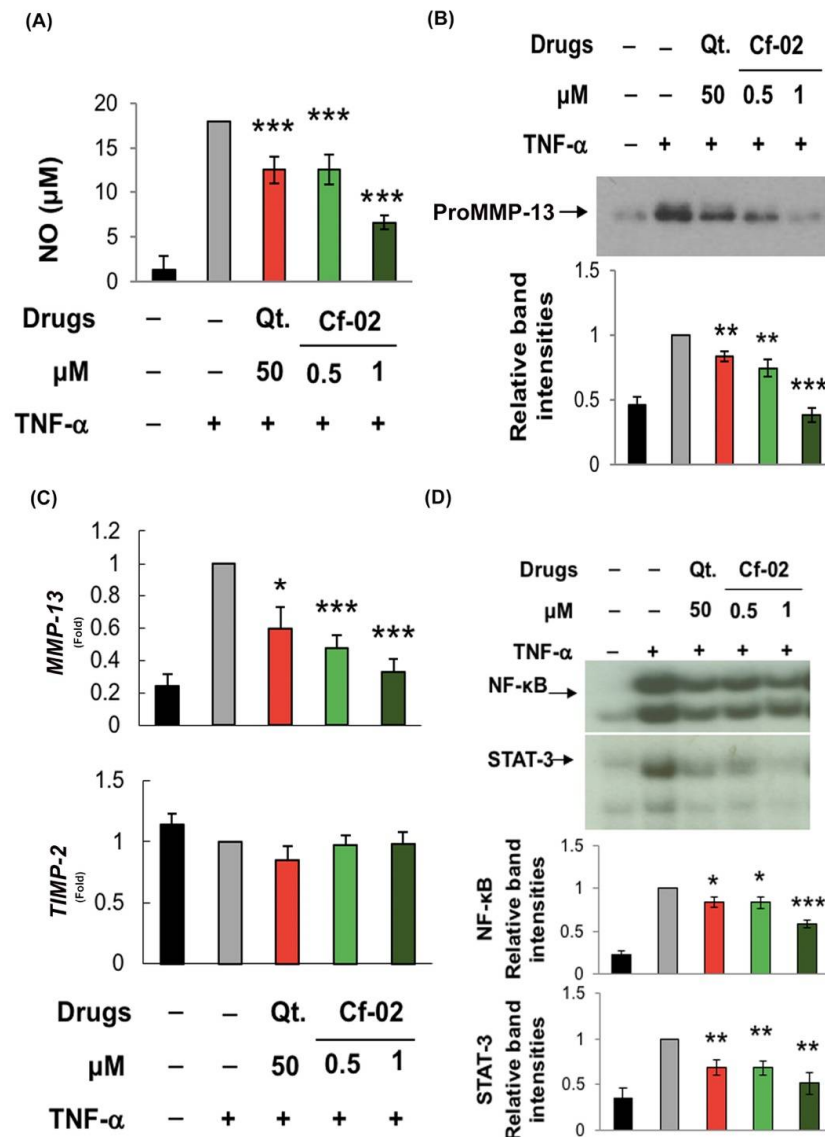 (A)
20
***
***
15
***
10
NO (µM)
5
0
Drugs – – Qt. Cf-02
µM – – 50 0.5 1
TNF-α – + + + +
(B)
Drugs – – Qt. Cf-02
µM – – 50 0.5 1
TNF-α – + + + +
ProMMP-13
1.5
1
** **
***
0.5
0
Relative band
intensities
(C)
1.2
1
0.8
*
***
***
0.6
0.4
0.2
0
MMP-13
(Fold)
1.5
1
0.5
0
TIMP-2
(Fold)
Drugs – – Qt. Cf-02
µM – – 50 0.5 1
TNF-α – + + + +
(D)
Drugs – – Qt. Cf-02
µM – – 50 0.5 1
TNF-α – + + + +
NF-κB
STAT-3
1.5
1
* *
***
0.5
0
NF-κB
Relative band
intensities
1.5
1
** ** **
0.5
0
STAT-3
Relative band
intensities